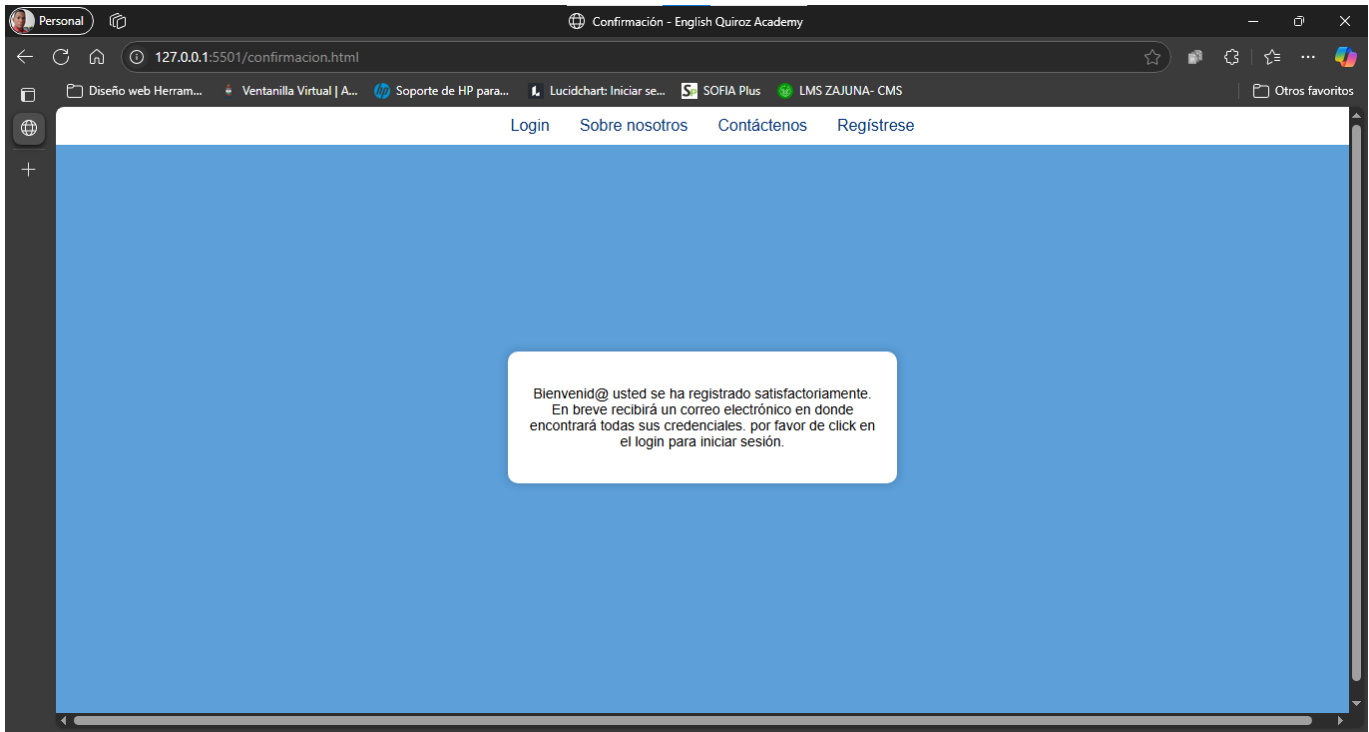 Personal
Confirmación - English Quiroz Academy
127.0.0.1:5501/confirmacion.html
Diseño web Herram... Ventanilla Virtual | A... hp Soporte de HP para... Lucidchart: Iniciar se... Sp SOFIA Plus LMS ZAJUNA- CMS Otros favoritos
Login Sobre nosotros Contáctenos Regístrese
Bienvenid@ usted se ha registrado satisfactoriamente.
En breve recibirá un correo electrónico en donde
encontrará todas sus credenciales. por favor de click en
el login para iniciar sesión.